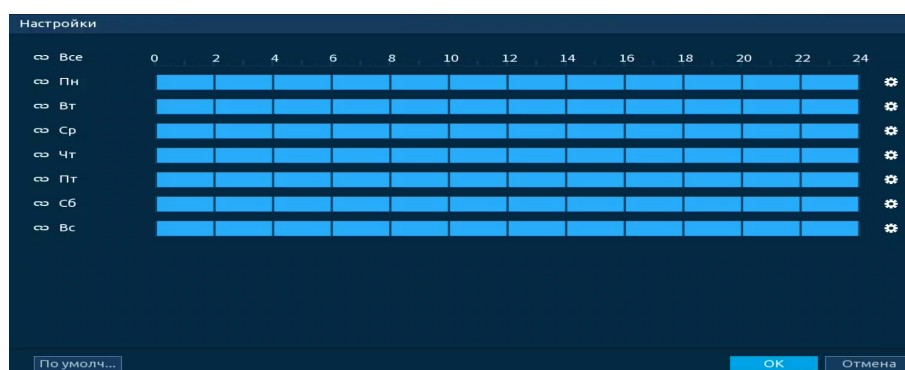 Настройки
Все 0 2 4 6 8 10 12 14 16 18 20 22 24
Пн
Вт
Ср
Чт
Пт
Сб
Вс
По умолч... OK Отмена